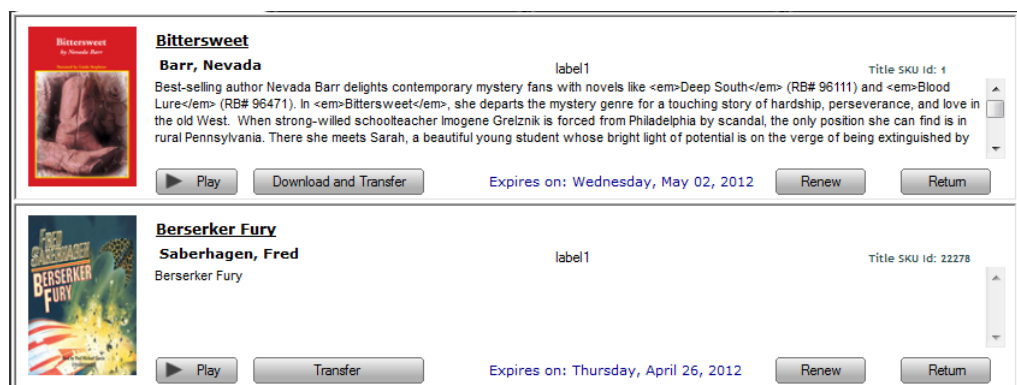 Bittersweet
by Nevada Barr
Bittersweet
Barr, Nevada
label1
Title SKU Id: 1
Best-selling author Nevada Barr delights contemporary mystery fans with novels like <em>Deep South</em> (RB# 96111) and <em>Blood
Lure</em> (RB# 96471). In <em>Bittersweet</em>, she departs the mystery genre for a touching story of hardship, perseverance, and love in
the old West.  When strong-willed schoolteacher Imogene Grelznik is forced from Philadelphia by scandal, the only position she can find is in
rural Pennsylvania. There she meets Sarah, a beautiful young student whose bright light of potential is on the verge of being extinguished by
Play
Download and Transfer
Expires on: Wednesday, May 02, 2012
Renew
Return
FRED
SABERHAGEN
BERSERKER
FURY
Berserker Fury
Saberhagen, Fred
label1
Title SKU Id: 22278
Berserker Fury
Play
Transfer
Expires on: Thursday, April 26, 2012
Renew
Return